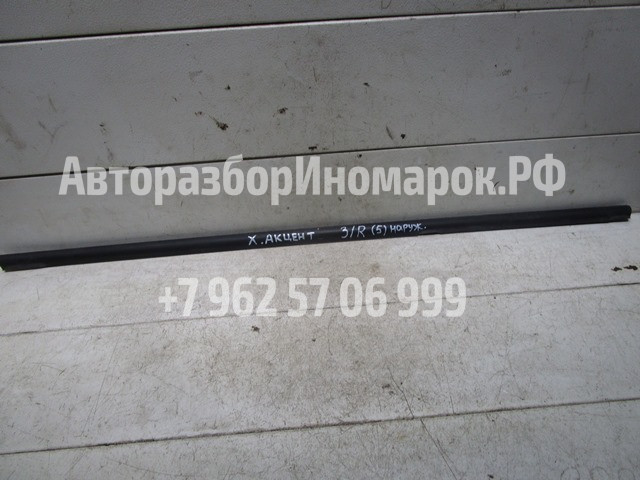 АвторазборИномарок.РФ
Х. АКЦЕНТ З/R (5) наруж.
+7 962 57 06 999